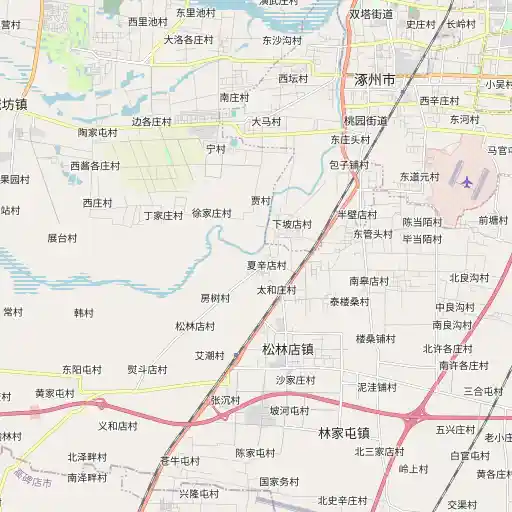 演武庄村
东里池村
双塔街道
营村
西里池村
史庄村
长岭村
大洛各庄村
东沙沟村
西坛村
涿州市
小吴村
南庄村
西辛庄村
坊镇
边各庄村
大马村
桃园街道
东河村
陶家屯村
东庄头村
宁村
马官屯
西酱各庄村
包子铺村
果园村
东道元村
贾村
站村
西庄村
丁家庄村
徐家庄村
半壁店村
下坡店村
陈当陌村
前塘村
展台村
东管头村
毕当陌村
夏辛店村
北良沟村
南皋店村
太和庄村
房树村
泰楼桑村
中良沟村
常村
韩村
松林店村
南良沟村
楼桑铺村
松林店镇
北许各庄村
艾潮村
南许各庄村
东阳屯村
熨斗店村
沙家庄村
泥洼铺村
三合屯村
黄家屯村
张沉村
坡河屯村
义和店村
五兴庄村
林家屯镇
榆林村
老小庄
陈家屯村
北三家店村
北泽畔村
白官屯村
苍牛屯村
岭上村
黄各庄村
高碑店市
南泽畔村
国家务村
兴隆屯村
北史辛庄村
交渠村